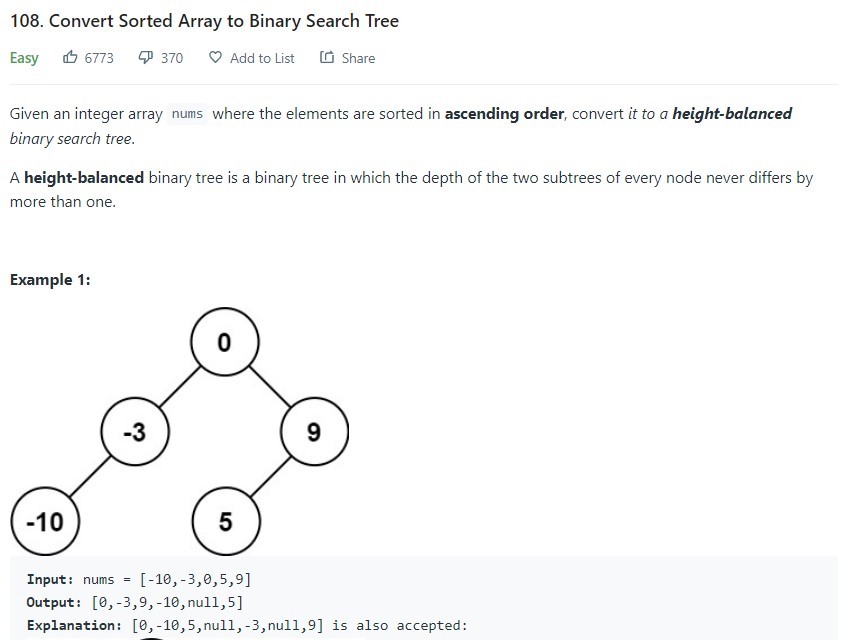 108. Convert Sorted Array to Binary Search Tree
Easy 6773 370 Add to List Share
Given an integer array nums where the elements are sorted in ascending order, convert it to a height-balanced
binary search tree.
A height-balanced binary tree is a binary tree in which the depth of the two subtrees of every node never differs by
more than one.
Example 1:
0
-3 9
-10 5
Input: nums = [-10,-3,0,5,9]
Output: [0,-3,9,-10,null,5]
Explanation: [0,-10,5,null,-3,null,9] is also accepted: